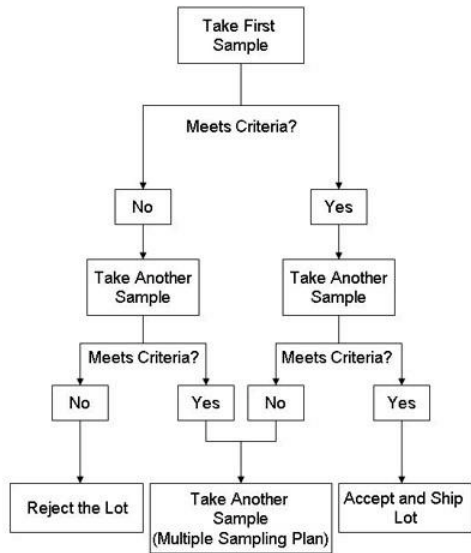 Take First
Sample
Meets Criteria?
No
Yes
Take Another
Sample
Take Another
Sample
Meets Criteria?
Meets Criteria?
No
Yes
No
Yes
Reject the Lot
Take Another
Sample
(Multiple Sampling Plan)
Accept and Ship
Lot